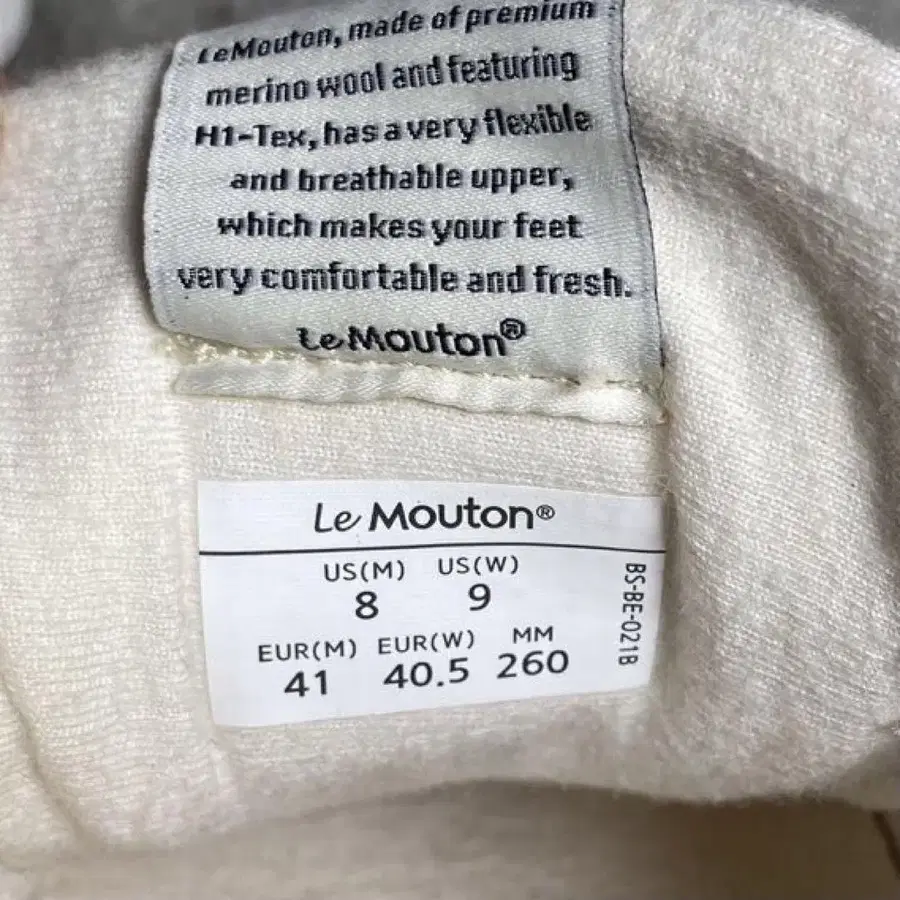 LeMouton, made of premium
merino wool and featuring
H1-Tex, has a very flexible
and breathable upper,
which makes your feet
very comfortable and fresh.
Le Mouton®
Le Mouton®
US(M) US(W)
8 9
EUR(M) EUR(W) MM
41 40.5 260
BS-BE-021B